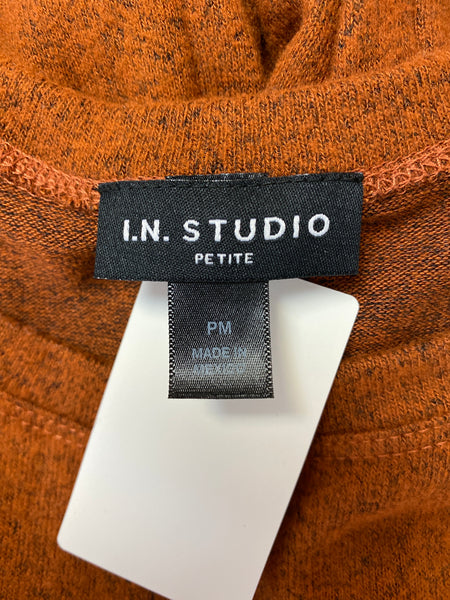 I.N. STUDIO
PETITE
PM
MADE IN
MEXICO